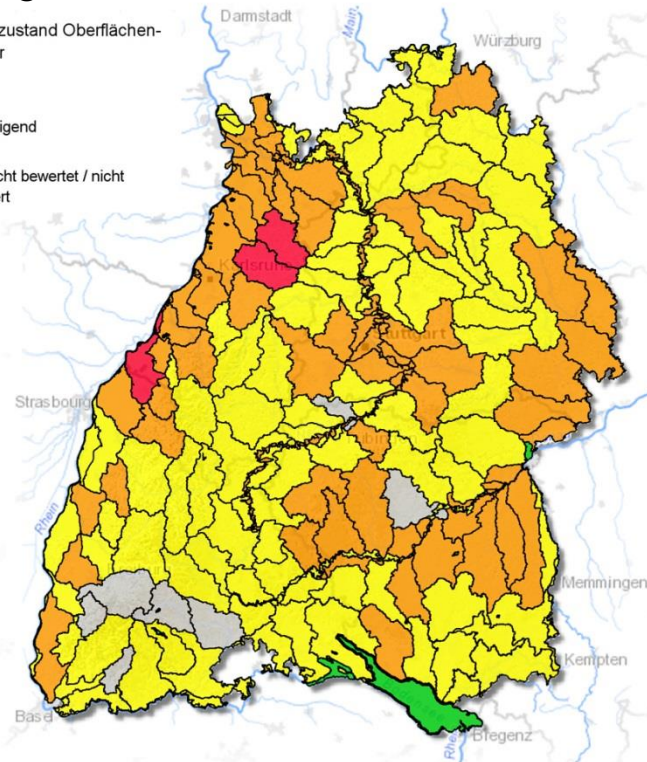 zustand Oberflächen-
r
igend
cht bewertet / nicht
rt
Darmstadt
Main
Würzburg
Karlsruhe
Stuttgart
Strasbourg
Rhein
Memmingen
Kempten
Basel
Bregenz